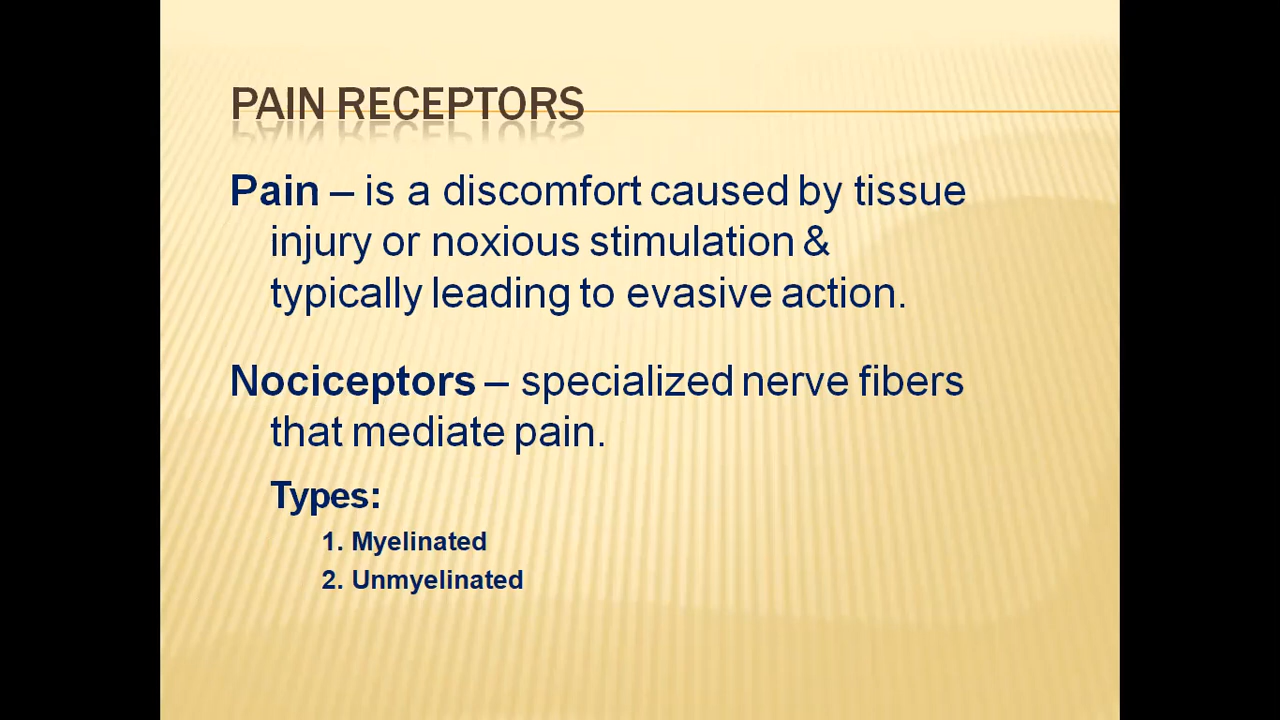 PAIN RECEPTORS
Pain – is a discomfort caused by tissue
injury or noxious stimulation &
typically leading to evasive action.
Nociceptors – specialized nerve fibers
that mediate pain.
Types:
1. Myelinated
2. Unmyelinated